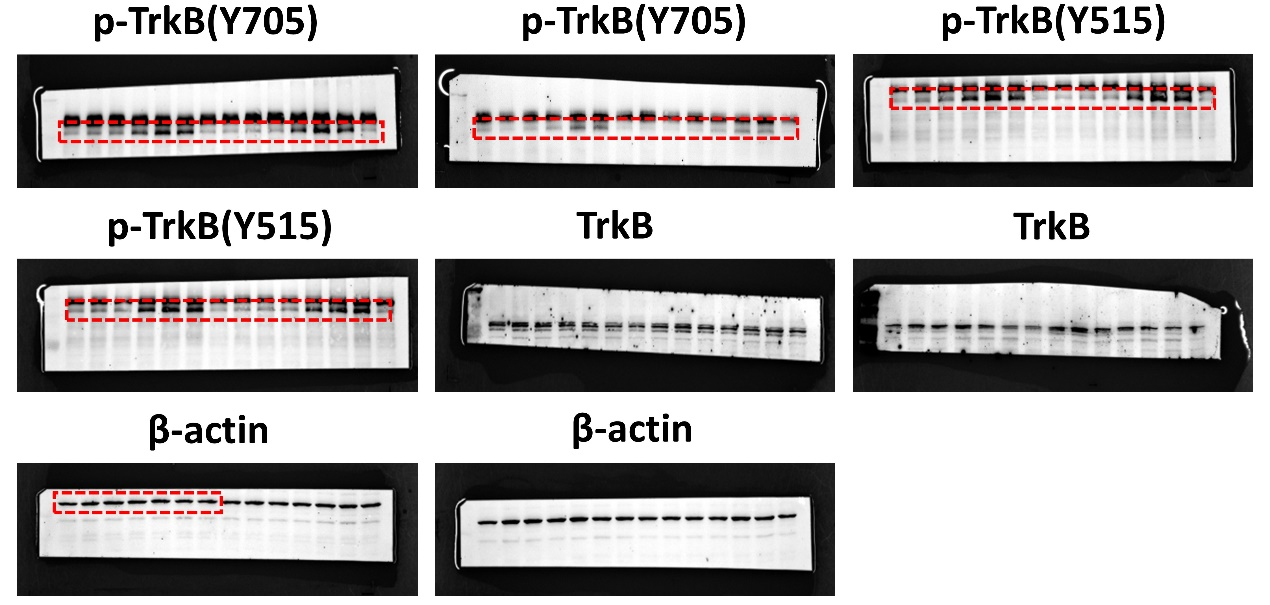 p-TrkB(Y705)
p-TrkB(Y705)
p-TrkB(Y515)
p-TrkB(Y515)
TrkB
TrkB
β-actin
β-actin